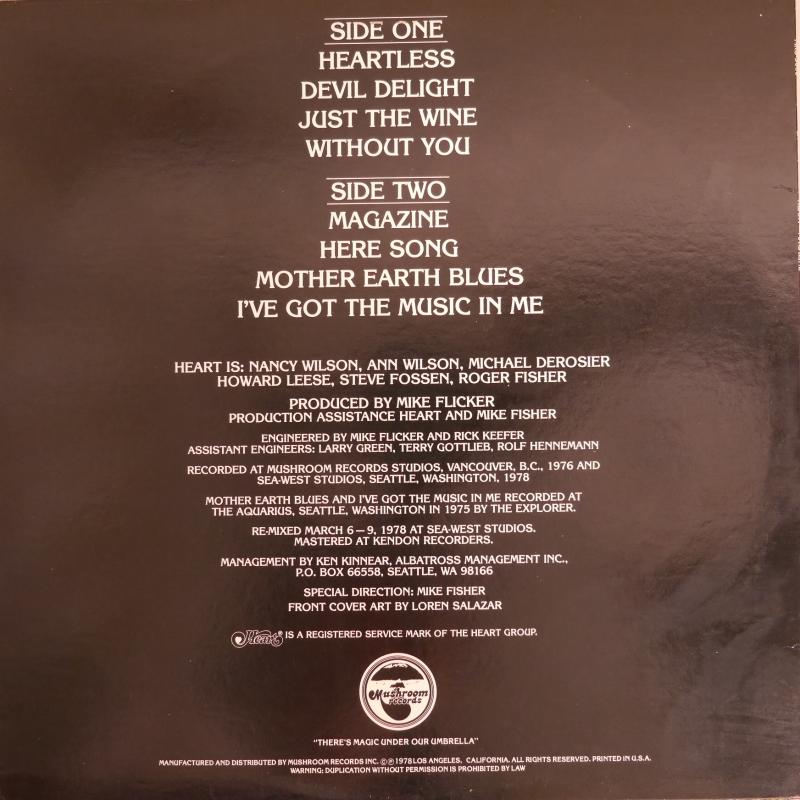 SIDE ONE
HEARTLESS
DEVIL DELIGHT
JUST THE WINE
WITHOUT YOU
SIDE TWO
MAGAZINE
HERE SONG
MOTHER EARTH BLUES
I'VE GOT THE MUSIC IN ME
HEART IS: NANCY WILSON, ANN WILSON, MICHAEL DEROSIER
HOWARD LEESE, STEVE FOSSEN, ROGER FISHER
PRODUCED BY MIKE FLICKER
PRODUCTION ASSISTANCE HEART AND MIKE FISHER
ENGINEERED BY MIKE FLICKER AND RICK KEEFER
ASSISTANT ENGINEERS: LARRY GREEN, TERRY GOTTLIEB, ROLF HENNEMANN
RECORDED AT MUSHROOM RECORDS STUDIOS, VANCOUVER, B.C., 1976 AND
SEA-WEST STUDIOS, SEATTLE, WASHINGTON, 1978
MOTHER EARTH BLUES AND I'VE GOT THE MUSIC IN ME RECORDED AT
THE AQUARIUS, SEATTLE, WASHINGTON IN 1975 BY THE EXPLORER.
RE-MIXED MARCH 6—9, 1978 AT SEA-WEST STUDIOS.
MASTERED AT KENDON RECORDERS.
MANAGEMENT BY KEN KINNEAR, ALBATROSS MANAGEMENT INC.,
P.O. BOX 66558, SEATTLE, WA 98166
SPECIAL DIRECTION: MIKE FISHER
FRONT COVER ART BY LOREN SALAZAR
Heart® IS A REGISTERED SERVICE MARK OF THE HEART GROUP.
Mushroom
records
"THERE'S MAGIC UNDER OUR UMBRELLA"
MANUFACTURED AND DISTRIBUTED BY MUSHROOM RECORDS INC. ©℗ 1978 LOS ANGELES, CALIFORNIA. ALL RIGHTS RESERVED. PRINTED IN U.S.A.
WARNING: DUPLICATION WITHOUT PERMISSION IS PROHIBITED BY LAW